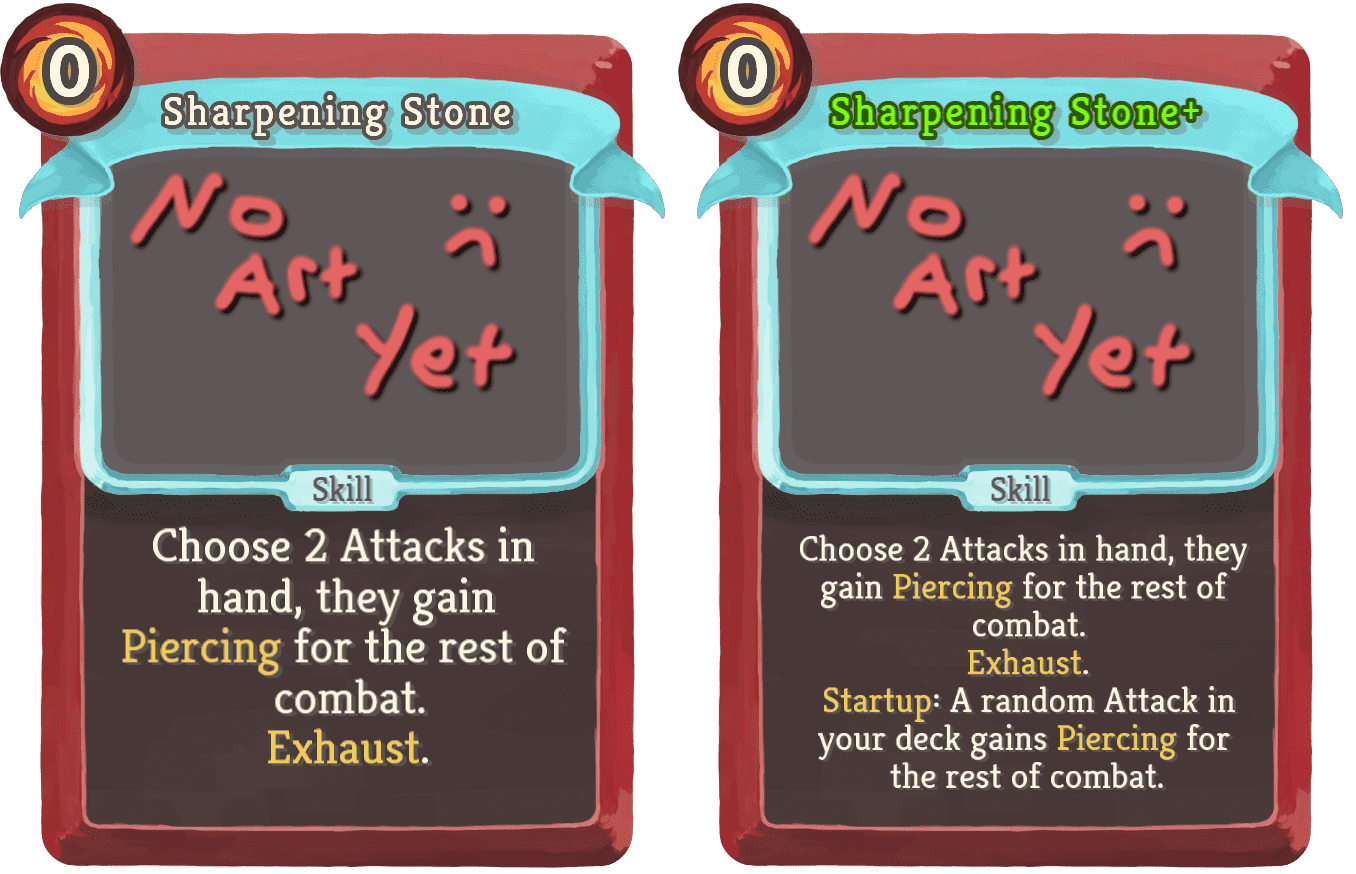 0
Sharpening Stone
No
Art
Yet
Skill
Choose 2 Attacks in
hand, they gain
Piercing for the rest of
combat.
Exhaust.
0
Sharpening Stone+
No
Art
Yet
Skill
Choose 2 Attacks in hand, they
gain Piercing for the rest of
combat.
Exhaust.
Startup: A random Attack in
your deck gains Piercing for
the rest of combat.